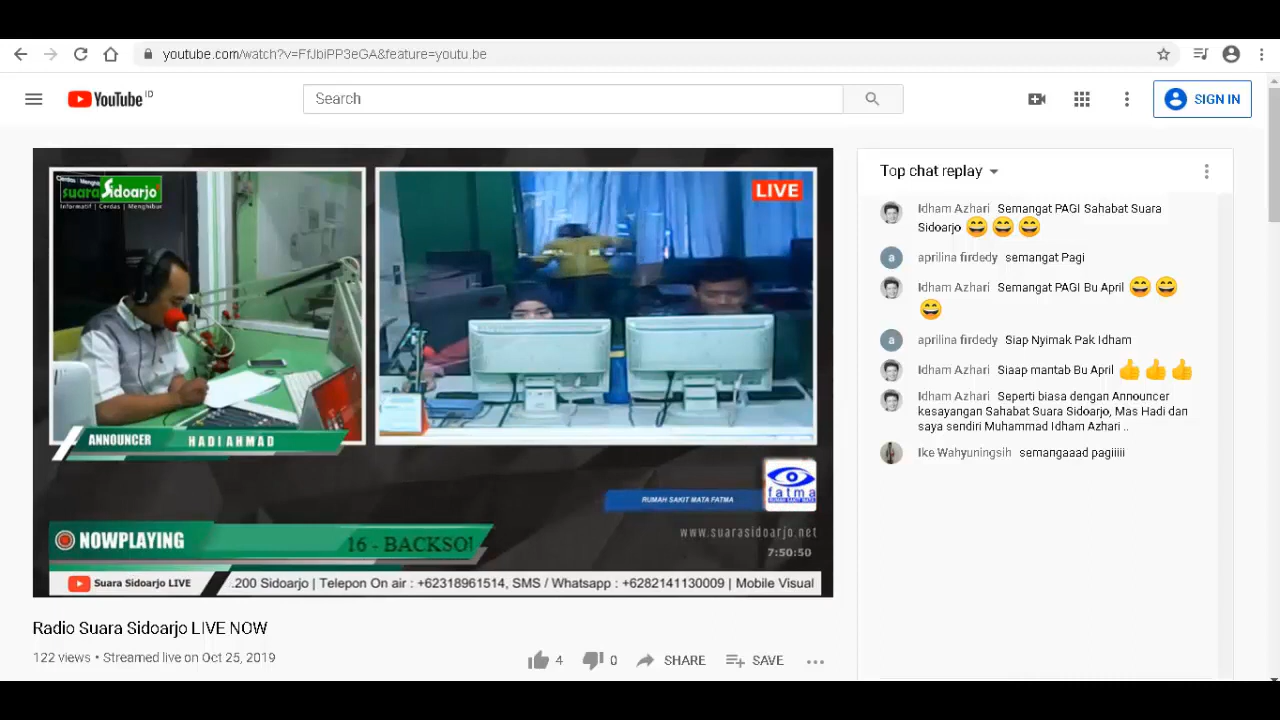 youtube.com/watch?v=FfJbiPP3eGA&feature=youtu.be
YouTube ID
Search
SIGN IN
suara Sidoarjo
Informatif | Cerdas | Menghibur
LIVE
ANNOUNCER HADI AHMAD
RUMAH SAKIT MATA FATMA
fatma
RUMAH SAKIT MATA
www.suarasidoarjo.net
NOWPLAYING 16 - BACKSO
7:50:50
Suara Sidoarjo LIVE .200 Sidoarjo | Telepon On air : +62318961514, SMS / Whatsapp : +6282141130009 | Mobile Visual
Radio Suara Sidoarjo LIVE NOW
122 views • Streamed live on Oct 25, 2019
4 0 SHARE SAVE
Top chat replay
Idham Azhari Semangat PAGI Sahabat Suara
Sidoarjo 😄 😄 😄
a aprilina firdedy semangat Pagi
Idham Azhari Semangat PAGI Bu April 😄 😄
😄
a aprilina firdedy Siap Nyimak Pak Idham
Idham Azhari Siaap mantab Bu April 👍 👍 👍
Idham Azhari Seperti biasa dengan Announcer
kesayangan Sahabat Suara Sidoarjo, Mas Hadi dan
saya sendiri Muhammad Idham Azhari ..
Ike Wahyuningsih semangaaad pagiiiii